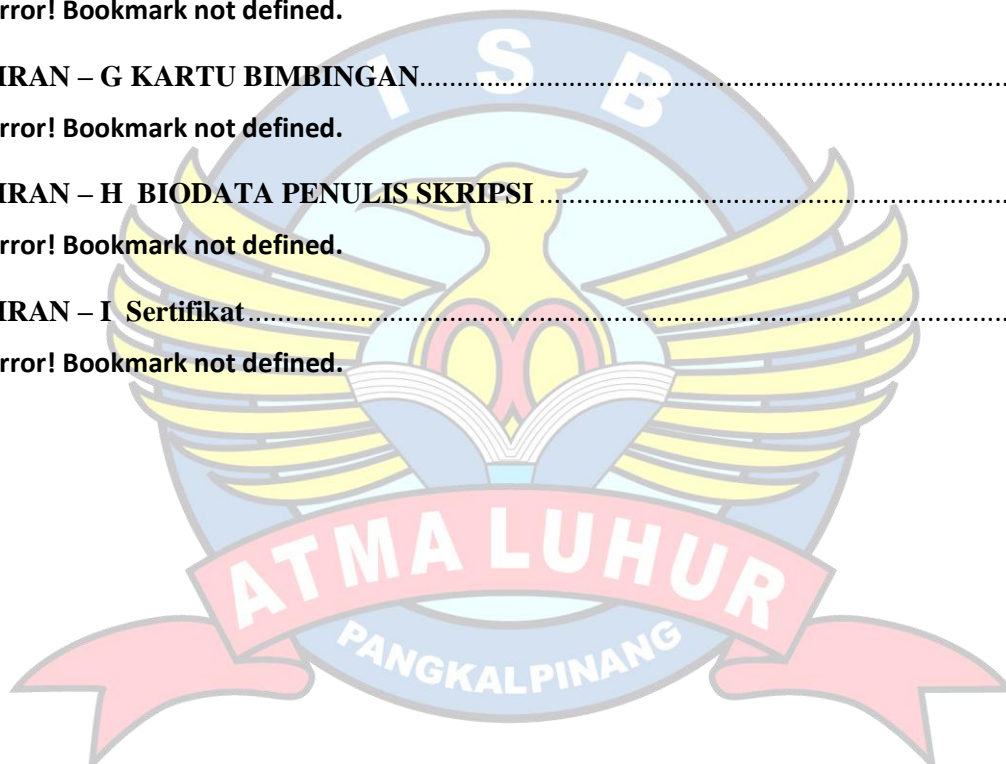 rror! Bookmark not defined.
IRAN – G KARTU BIMBINGAN
rror! Bookmark not defined.
IRAN – H BIODATA PENULIS SKRIPSI
rror! Bookmark not defined.
IRAN – I Sertifikat
rror! Bookmark not defined.
I S B
ATMA LUHUR
PANGKALPINANG